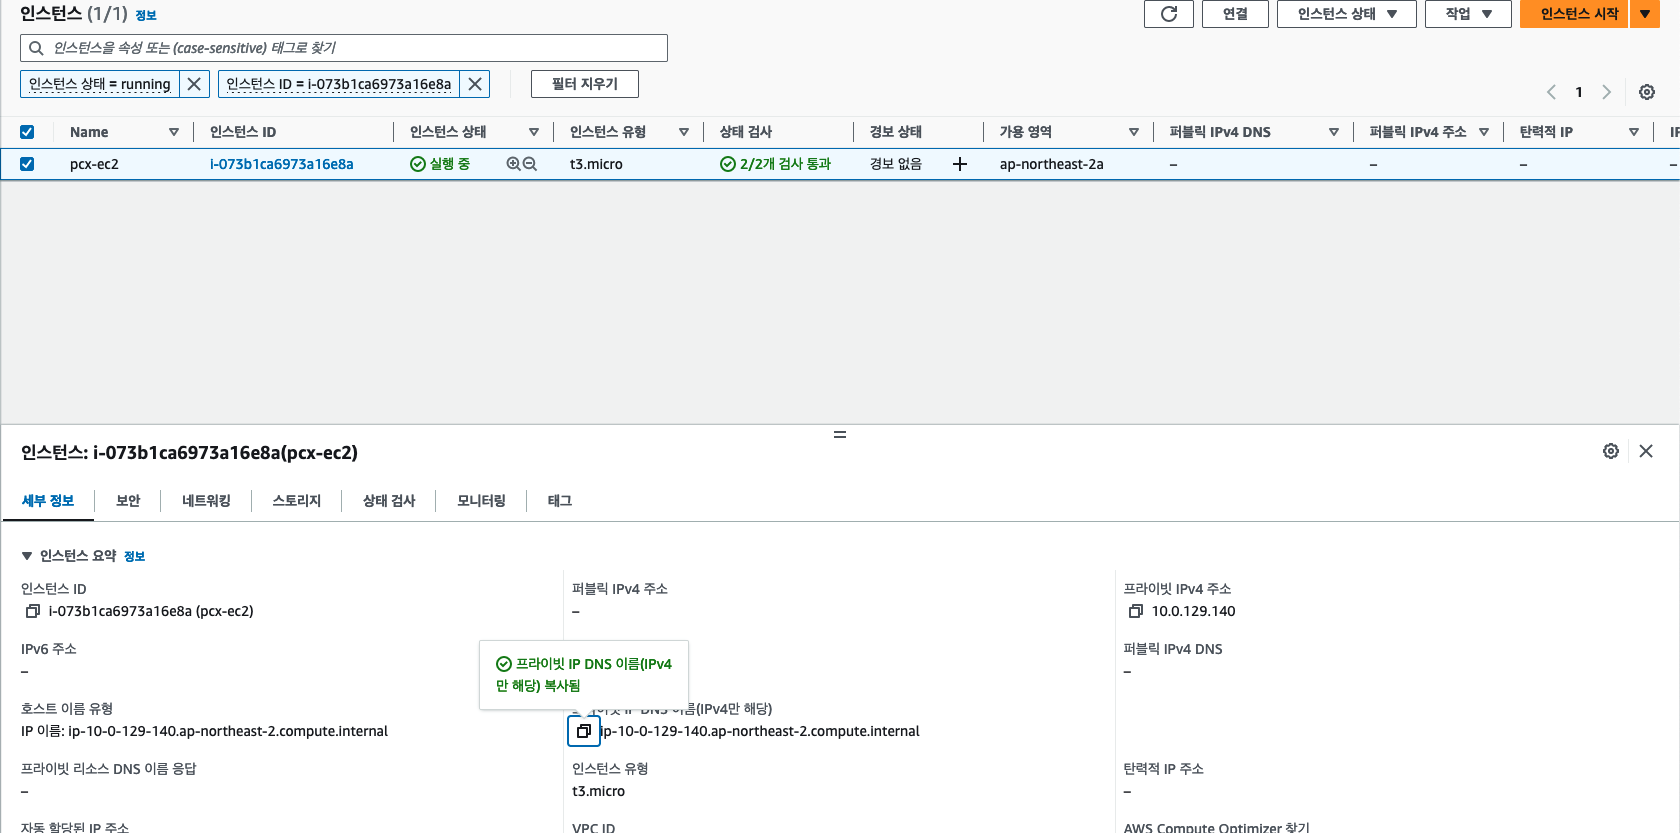 인스턴스 (1/1) 정보
연결
인스턴스 상태
작업
인스턴스 시작
인스턴스을 속성 또는 (case-sensitive) 태그로 찾기
인스턴스 상태 = running
인스턴스 ID = i-073b1ca6973a16e8a
필터 지우기
1
Name 인스턴스 ID 인스턴스 상태 인스턴스 유형 상태 검사 경보 상태 가용 영역 퍼블릭 IPv4 DNS 퍼블릭 IPv4 주소 탄력적 IP
pcx-ec2 i-073b1ca6973a16e8a 실행 중 t3.micro 2/2개 검사 통과 경보 없음 + ap-northeast-2a – – – –
인스턴스: i-073b1ca6973a16e8a(pcx-ec2)
세부 정보 보안 네트워킹 스토리지 상태 검사 모니터링 태그
인스턴스 요약 정보
인스턴스 ID
i-073b1ca6973a16e8a (pcx-ec2)
퍼블릭 IPv4 주소
–
프라이빗 IPv4 주소
10.0.129.140
IPv6 주소
–
프라이빗 IP DNS 이름(IPv4
만 해당) 복사됨
퍼블릭 IPv4 DNS
–
호스트 이름 유형
IP 이름: ip-10-0-129-140.ap-northeast-2.compute.internal
프라이빗 IP DNS 이름(IPv4만 해당)
ip-10-0-129-140.ap-northeast-2.compute.internal
프라이빗 리소스 DNS 이름 응답
–
인스턴스 유형
t3.micro
탄력적 IP 주소
–
자동 할당된 IP 주소
VPC ID
AWS Compute Optimizer 찾기